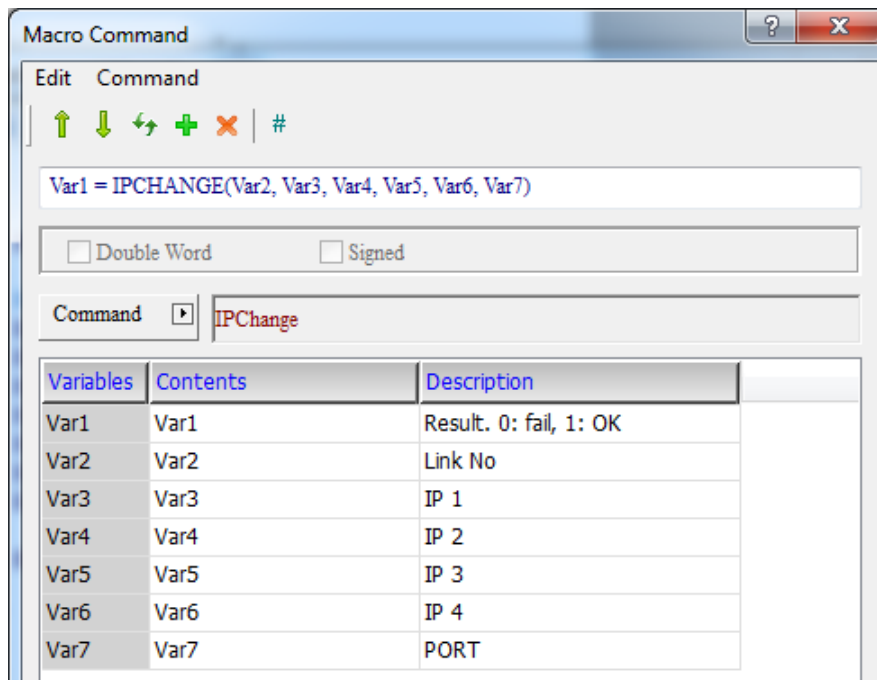 Macro Command
?
X
Edit Command
#
Var1 = IPCHANGE(Var2, Var3, Var4, Var5, Var6, Var7)
Double Word Signed
Command IPChange
Variables Contents Description
Var1 Var1 Result. 0: fail, 1: OK
Var2 Var2 Link No
Var3 Var3 IP 1
Var4 Var4 IP 2
Var5 Var5 IP 3
Var6 Var6 IP 4
Var7 Var7 PORT